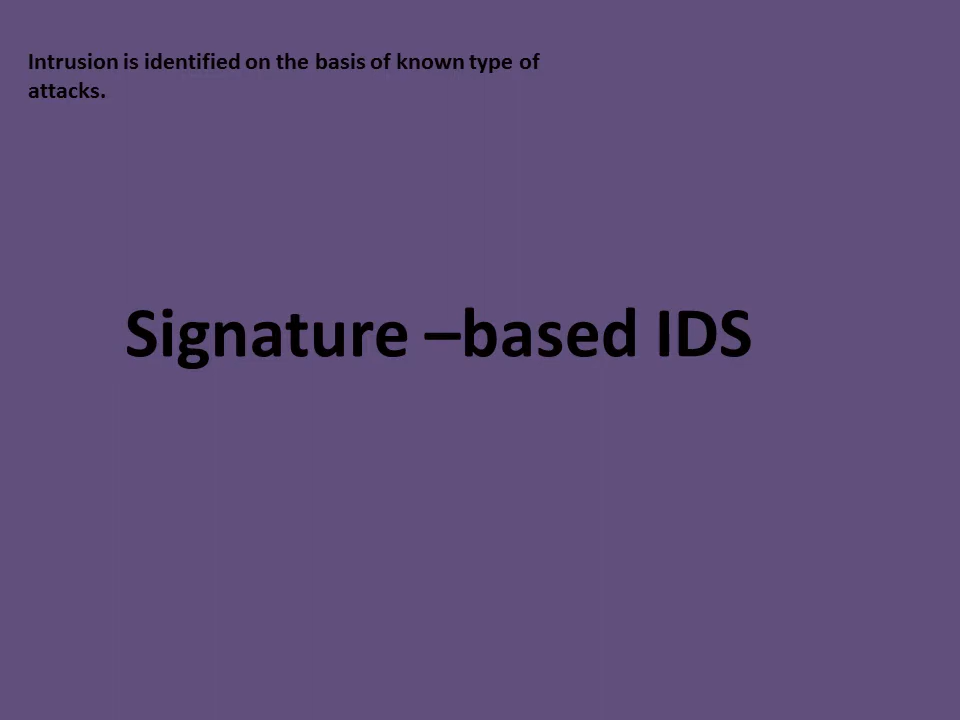 Intrusion is identified on the basis of known type of
attacks.
Signature –based IDS